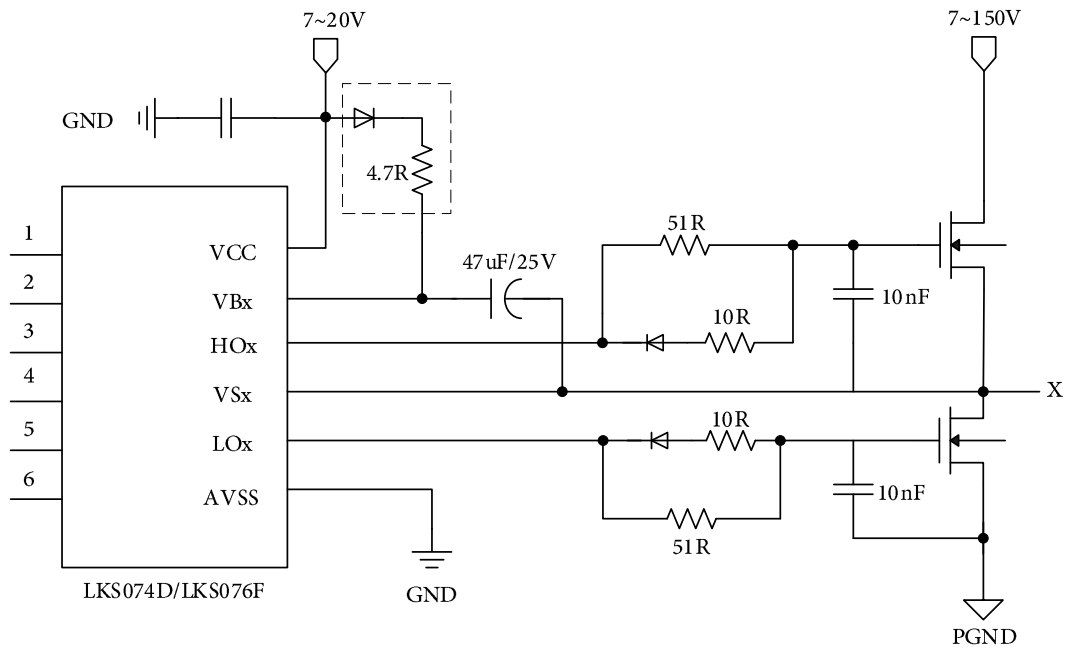 7~20V
7~150V
GND
4.7R
1
2
3
4
5
6
VCC
VBx
HOx
VSx
LOx
AVSS
47uF/25V
51R
10R
10nF
X
10R
10nF
51R
LKS074D/LKS076F
GND
PGND